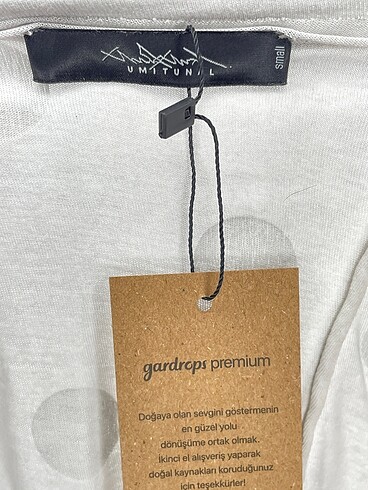 UMITUNAL
small
gardrops premium
Doğaya olan sevgini göstermenin
en güzel yolu
dönüşüme ortak olmak.
İkinci el alışveriş yaparak
doğal kaynakları koruduğunuz
için teşekkürler!